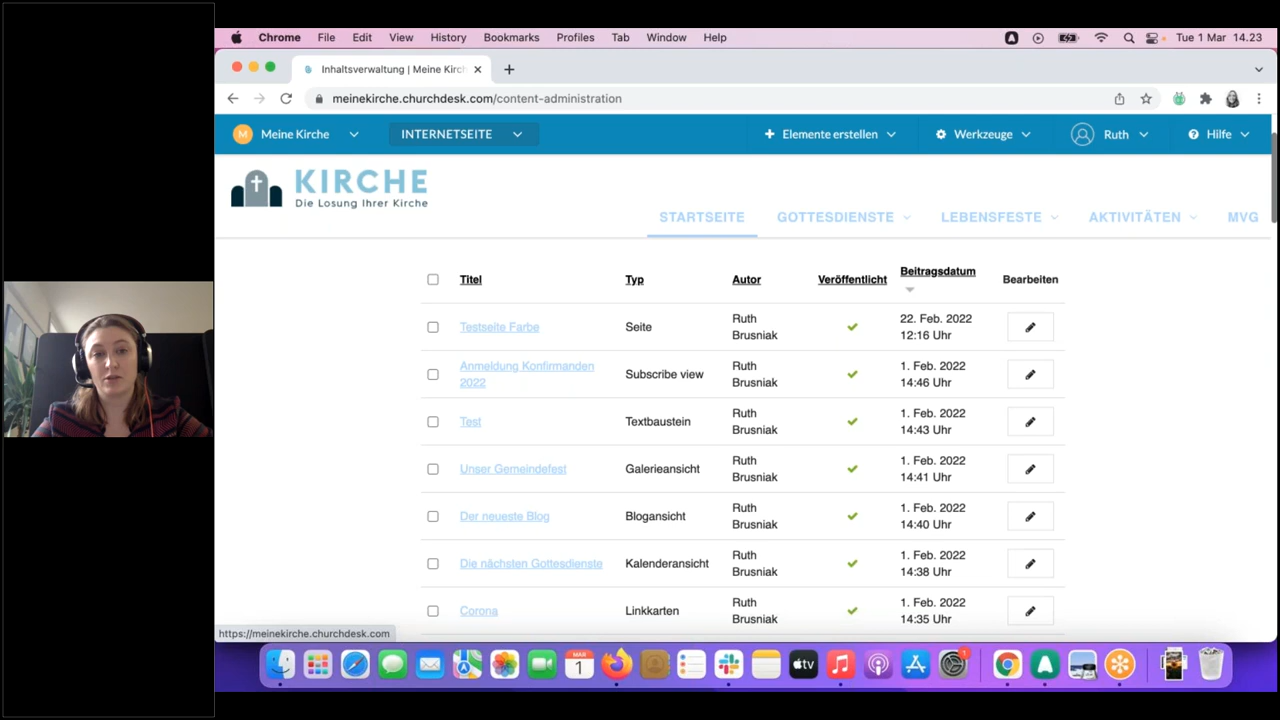 Chrome File Edit View History Bookmarks Profiles Tab Window Help Tue 1 Mar 14.23
Inhaltsverwaltung | Meine Kirch
meinekirche.churchdesk.com/content-administration
M Meine Kirche INTERNETSEITE Elemente erstellen Werkzeuge Ruth Hilfe
KIRCHE
Die Losung Ihrer Kirche
STARTSEITE GOTTESDIENSTE LEBENSFESTE AKTIVITÄTEN MVG
Titel Typ Autor Veröffentlicht Beitragsdatum Bearbeiten
Testseite Farbe Seite Ruth Brusniak 22. Feb. 2022 12:16 Uhr
Anmeldung Konfirmanden 2022 Subscribe view Ruth Brusniak 1. Feb. 2022 14:46 Uhr
Test Textbaustein Ruth Brusniak 1. Feb. 2022 14:43 Uhr
Unser Gemeindefest Galerieansicht Ruth Brusniak 1. Feb. 2022 14:41 Uhr
Der neueste Blog Blogansicht Ruth Brusniak 1. Feb. 2022 14:40 Uhr
Die nächsten Gottesdienste Kalenderansicht Ruth Brusniak 1. Feb. 2022 14:38 Uhr
Corona Linkkarten Ruth Brusniak 1. Feb. 2022 14:35 Uhr
https://meinekirche.churchdesk.com
MAR
1
tv
1